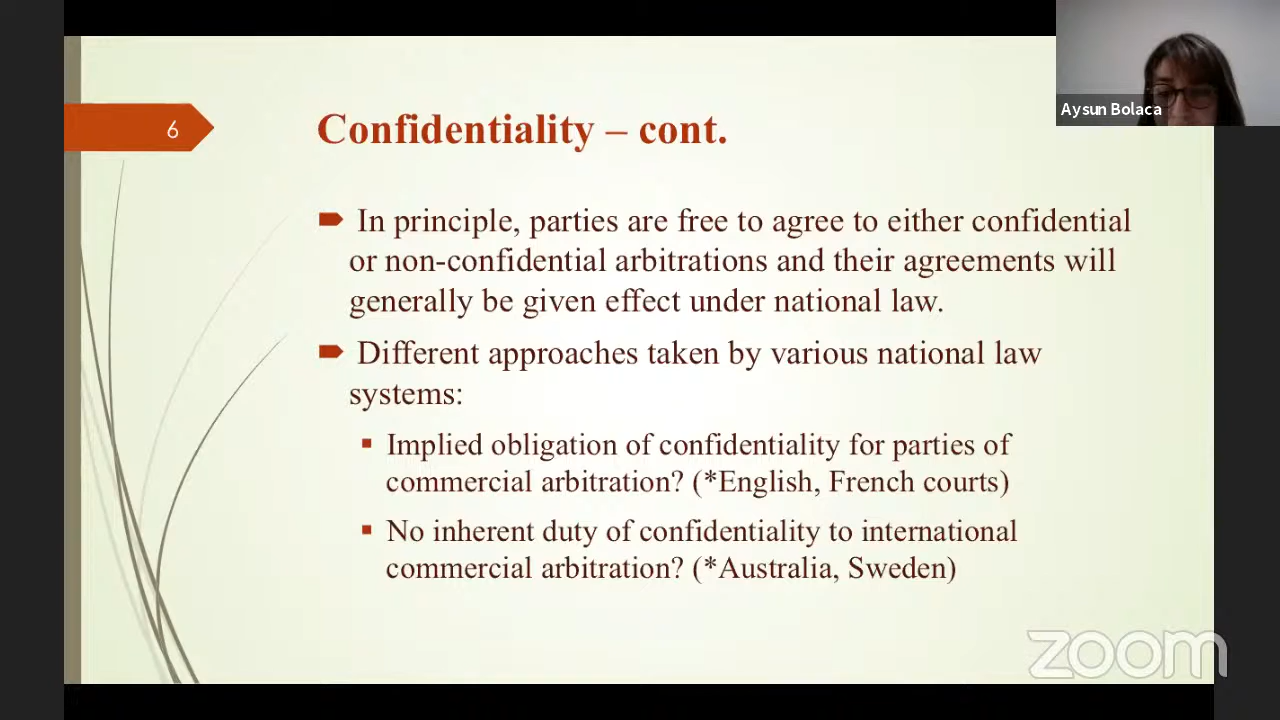 Aysun Bolaca
6
Confidentiality – cont.
In principle, parties are free to agree to either confidential
or non-confidential arbitrations and their agreements will
generally be given effect under national law.
Different approaches taken by various national law
systems:
Implied obligation of confidentiality for parties of
commercial arbitration? (*English, French courts)
No inherent duty of confidentiality to international
commercial arbitration? (*Australia, Sweden)
zoom